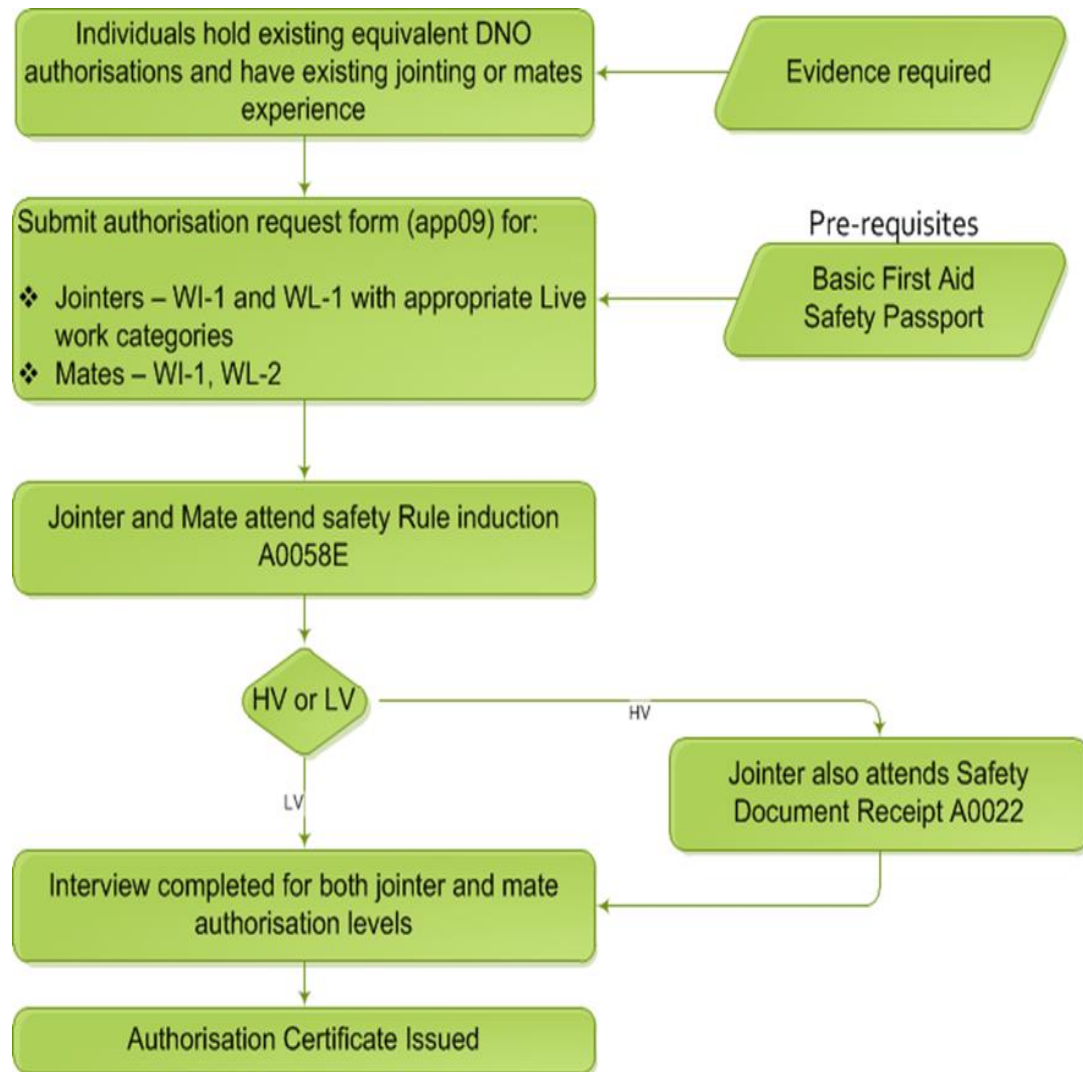 Individuals hold existing equivalent DNO
authorisations and have existing jointing or mates
experience
Evidence required
Submit authorisation request form (app09) for:
❖ Jointers – WI-1 and WL-1 with appropriate Live
work categories
❖ Mates – WI-1, WL-2
Pre-requisites
Basic First Aid
Safety Passport
Jointer and Mate attend safety Rule induction
A0058E
HV or LV
HV
Jointer also attends Safety
Document Receipt A0022
LV
Interview completed for both jointer and mate
authorisation levels
Authorisation Certificate Issued